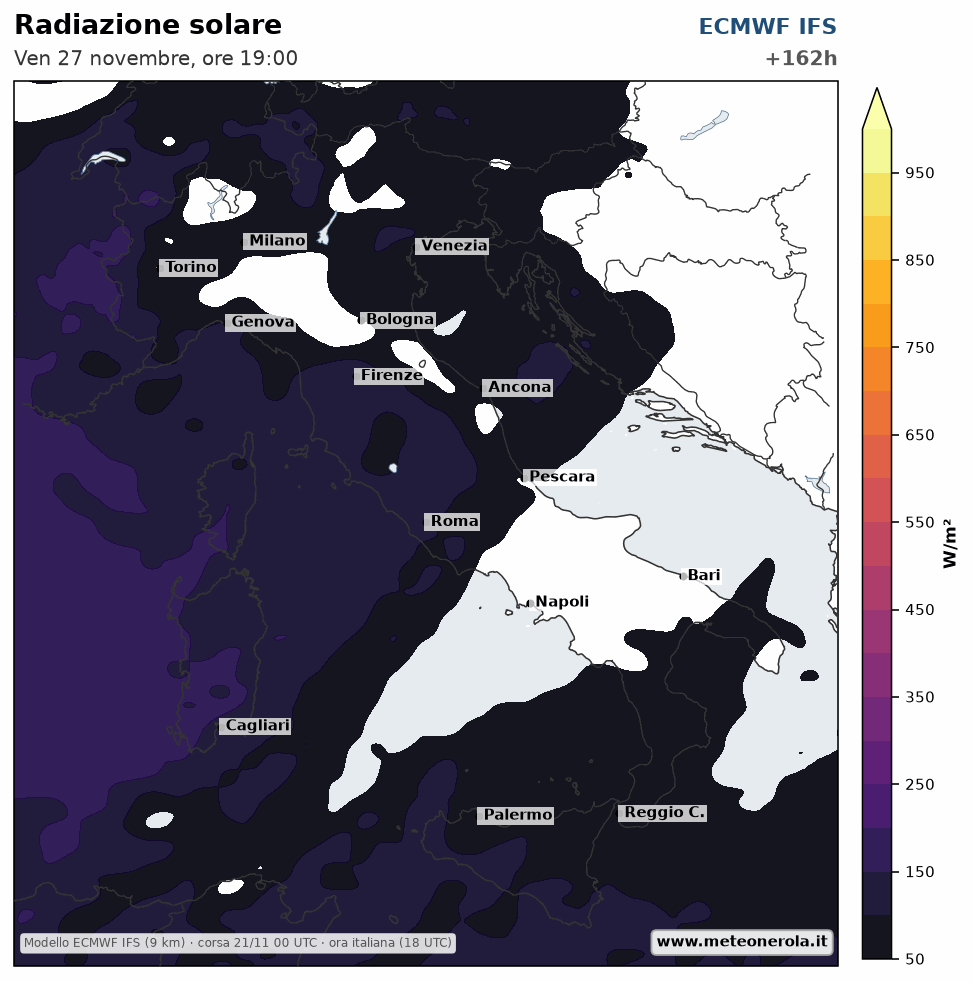 Radiazione solare
ECMWF IFS
Ven 27 novembre, ore 19:00
+162h
Milano
Venezia
Torino
Genova
Bologna
Firenze
Ancona
Pescara
Roma
Bari
Napoli
Cagliari
Palermo
Reggio C.
950
850
750
650
550
450
350
250
150
50
W/m²
Modello ECMWF IFS (9 km) · corsa 21/11 00 UTC · ora italiana (18 UTC)
www.meteonerola.it